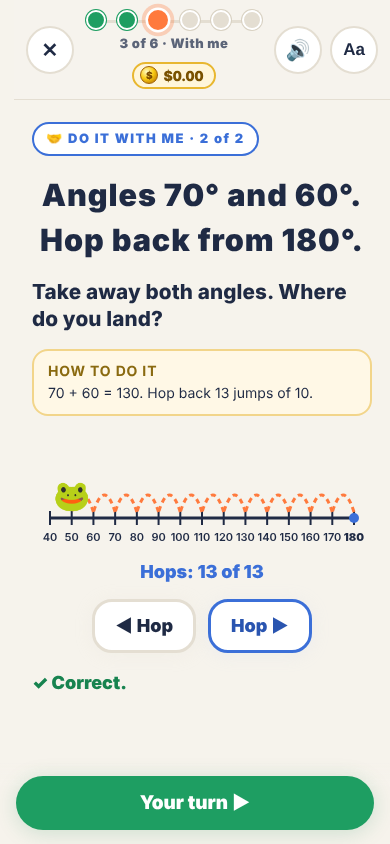 3 of 6 · With me
Aa
$ $0.00
🤝 DO IT WITH ME · 2 of 2
Angles 70° and 60°.
Hop back from 180°.
Take away both angles. Where
do you land?
HOW TO DO IT
70 + 60 = 130. Hop back 13 jumps of 10.
40 50 60 70 80 90 100 110 120 130 140 150 160 170 180
Hops: 13 of 13
◀ Hop
Hop ▶
✓ Correct.
Your turn ▶